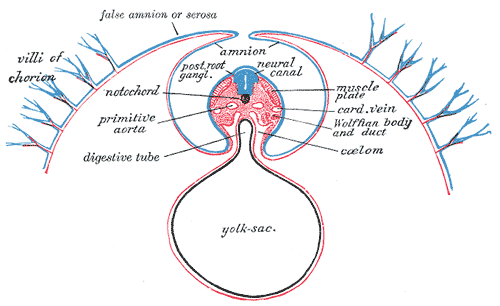 false amnion or serosa
villi of
chorion
amnion
post. root
gangl.
neural
canal
notochord
muscle
plate
primitive
aorta
card. vein
Wolffian body
and duct
digestive tube
cœlom
yolk-sac.